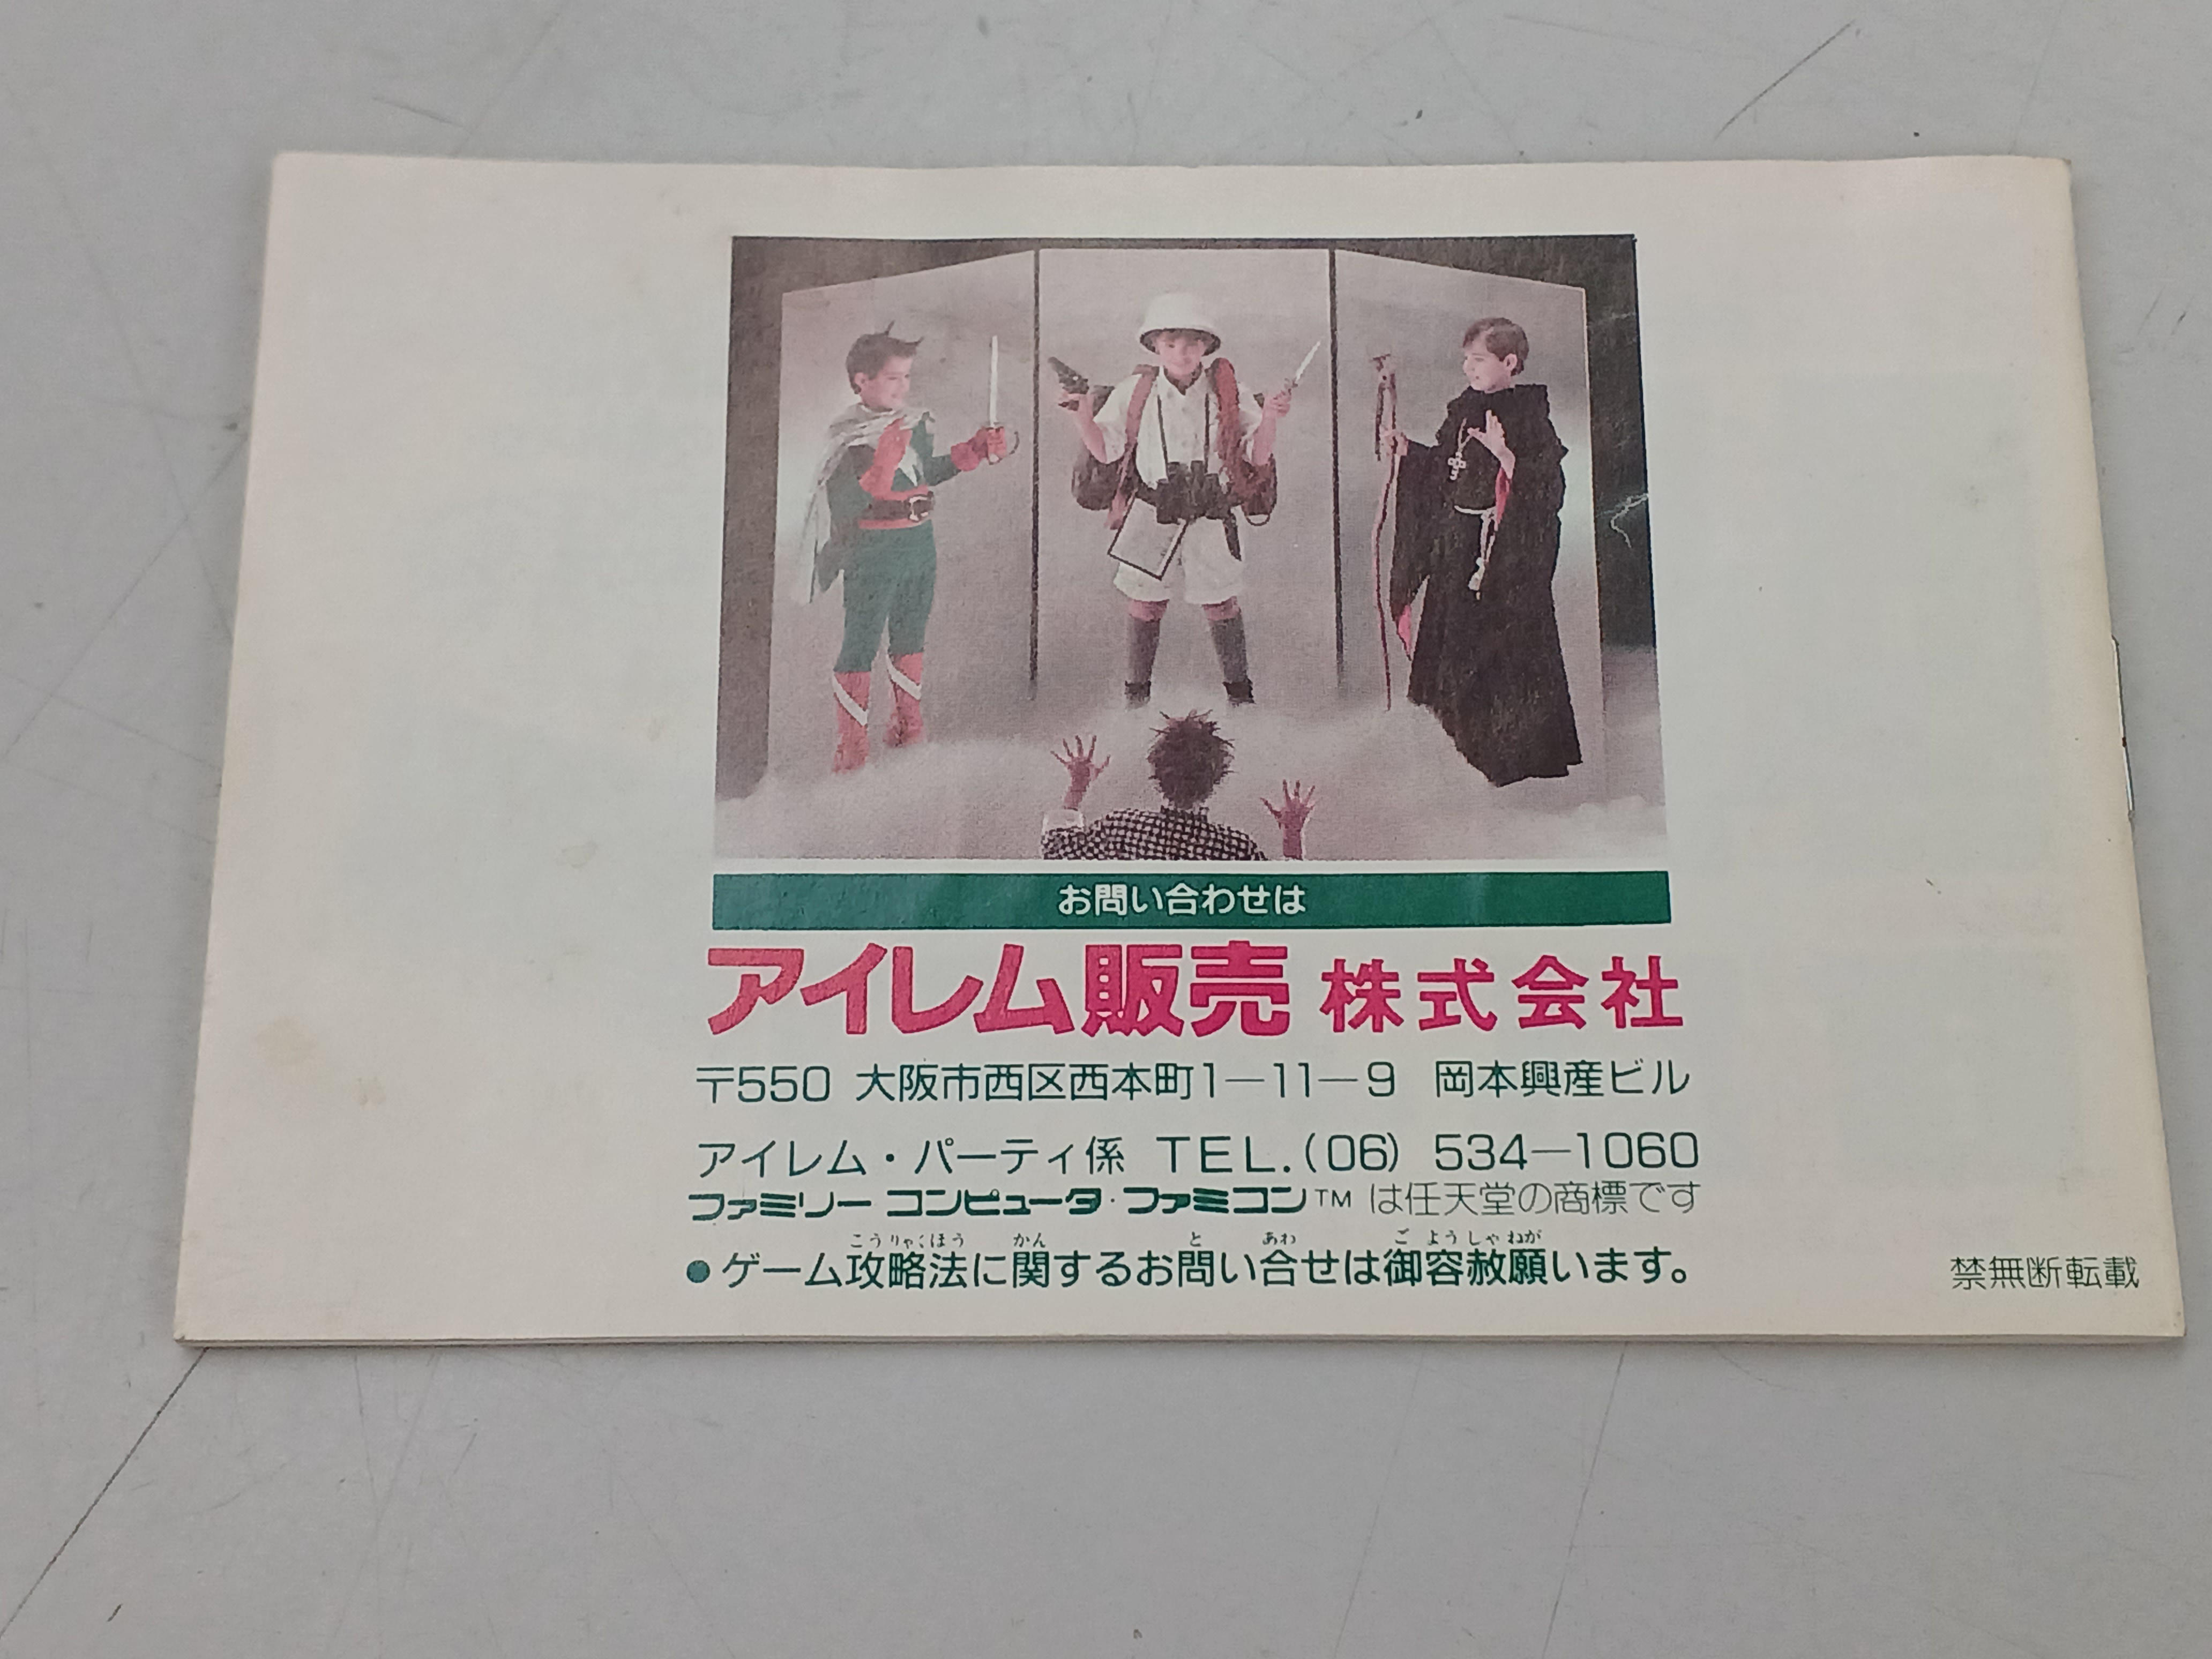 お問い合わせは
アイレム販売 株式会社
〒550 大阪市西区西本町1—11—9 岡本興産ビル
アイレム・パーティ係 TEL.(06) 534—1060
ファミリー コンピュータ・ファミコン™ は任天堂の商標です
こうりゃくほう かん と あわ ご ようしゃ ねが
●ゲーム攻略法に関するお問い合せは御容赦願います。
禁無断転載